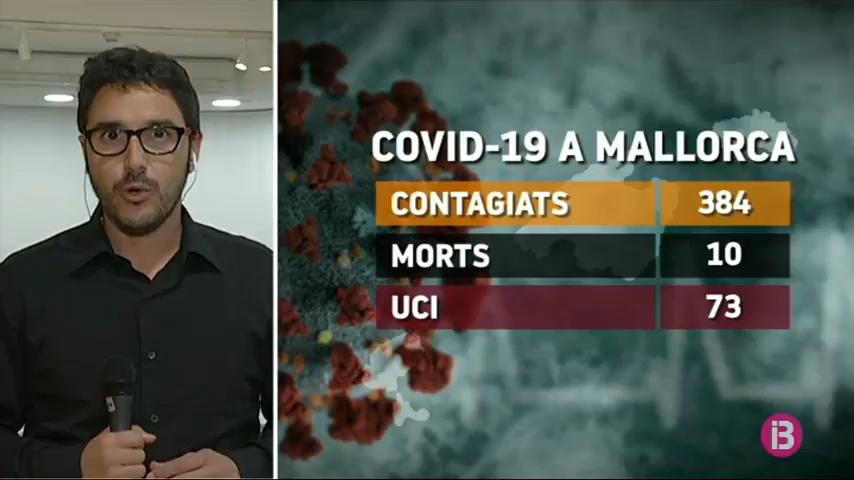 COVID-19 A MALLORCA
CONTAGIATS 384
MORTS 10
UCI 73
IB